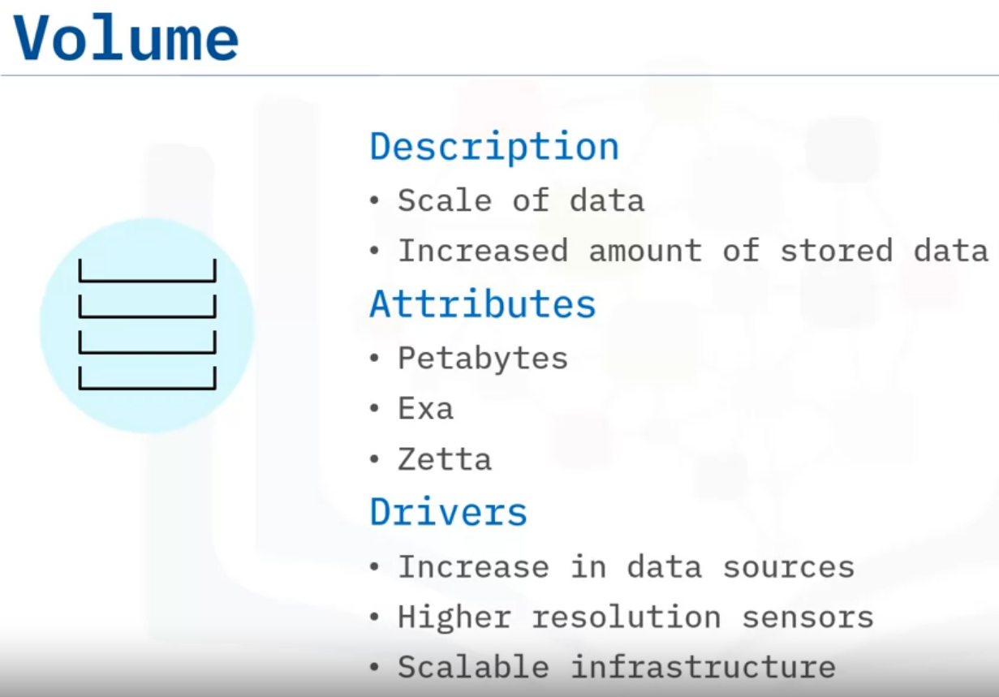 Volume
Description
• Scale of data
• Increased amount of stored data
Attributes
• Petabytes
• Exa
• Zetta
Drivers
• Increase in data sources
• Higher resolution sensors
• Scalable infrastructure